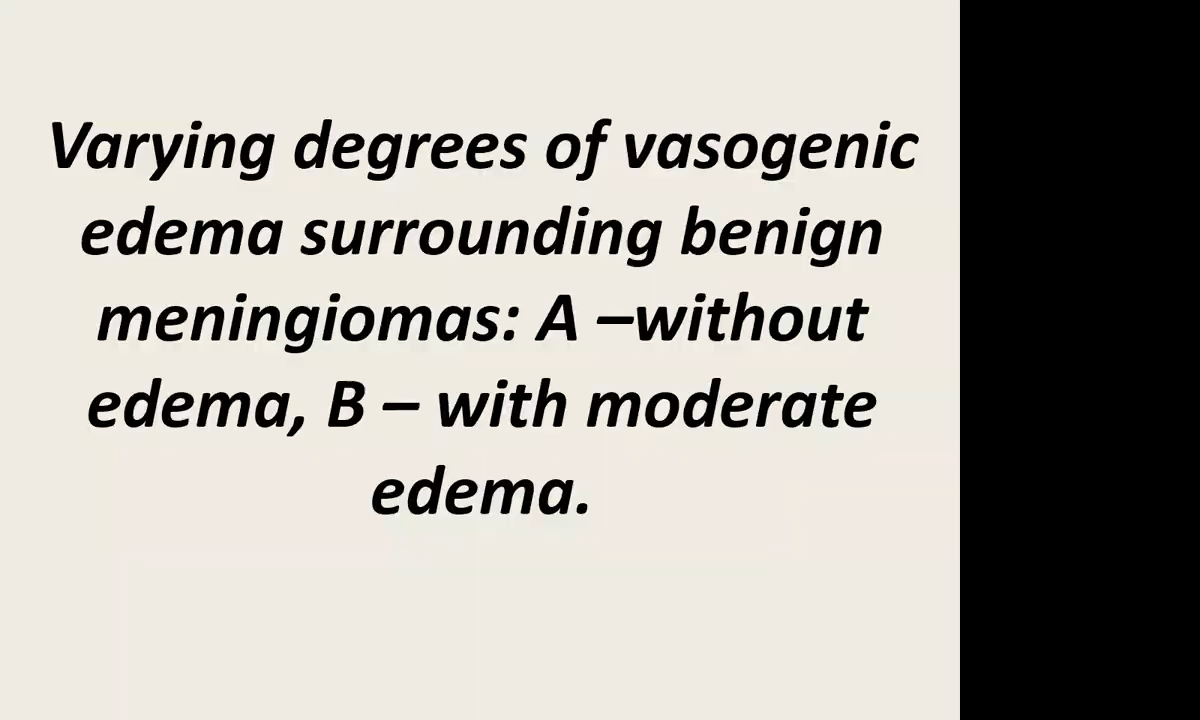 Varying degrees of vasogenic
edema surrounding benign
meningiomas: A –without
edema, B – with moderate
edema.